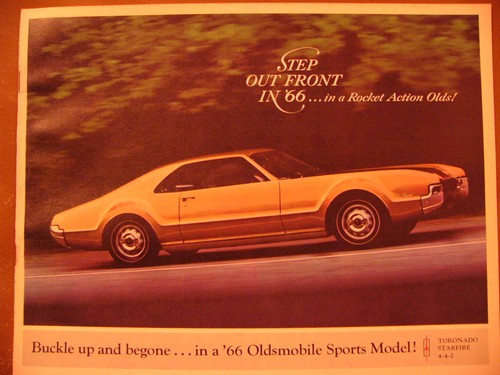 STEP
OUT FRONT
IN '66...in a Rocket Action Olds!
Buckle up and begone...in a '66 Oldsmobile Sports Model!
TORONADO
STARFIRE
4-4-2